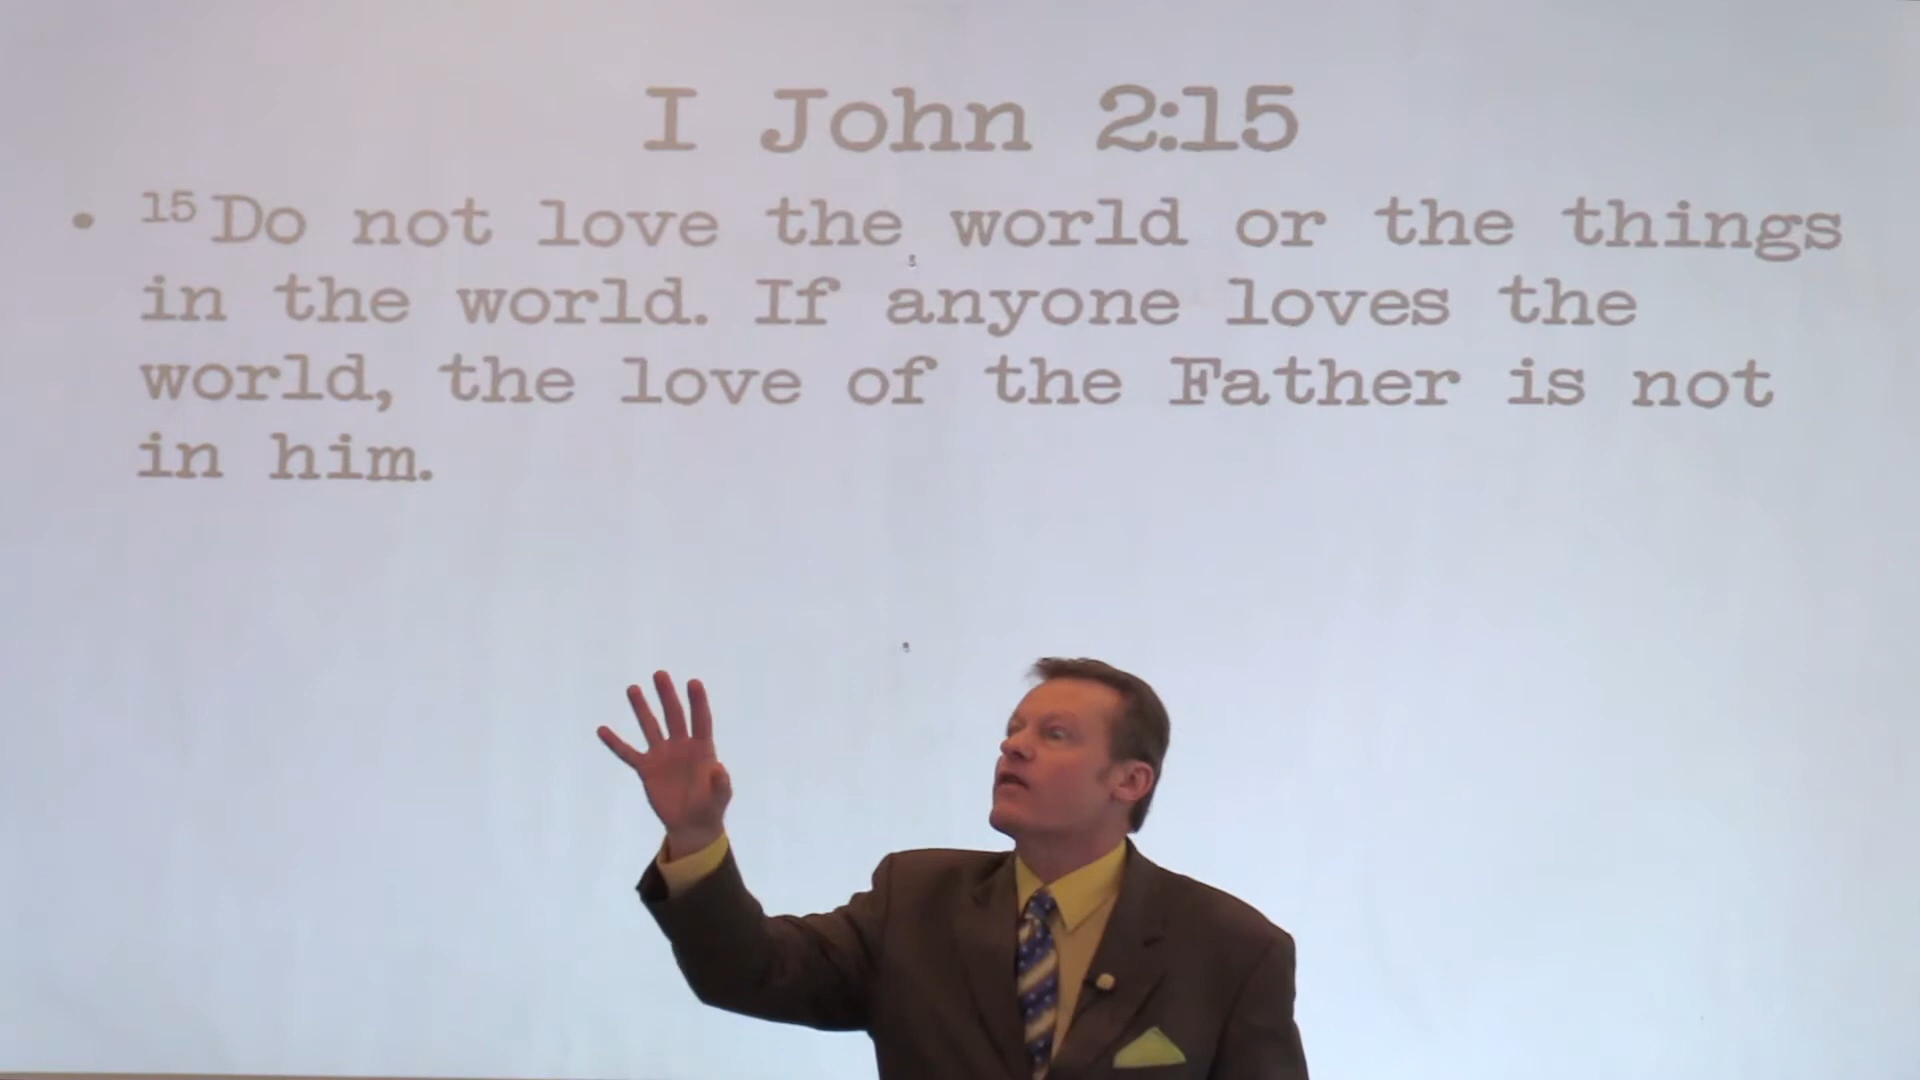 I John 2:15
• 15 Do not love the world or the things
in the world. If anyone loves the
world, the love of the Father is not
in him.